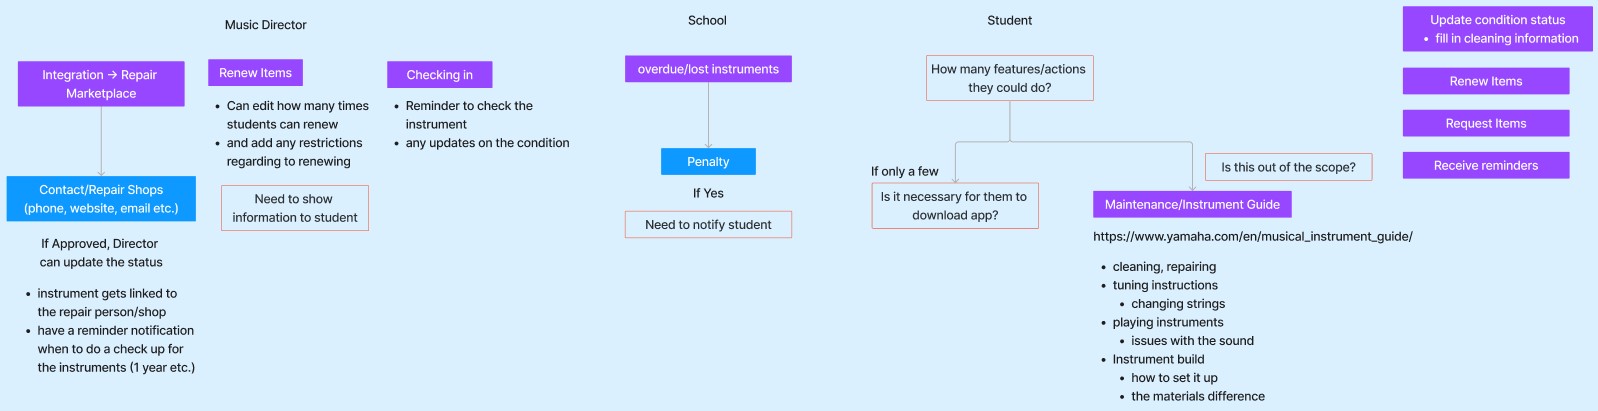 Music Director
Integration → Repair
Marketplace
Contact/Repair Shops
(phone, website, email etc.)
If Approved, Director
can update the status
• instrument gets linked to
the repair person/shop
• have a reminder notification
when to do a check up for
the instruments (1 year etc.)
Renew Items
• Can edit how many times
students can renew
• and add any restrictions
regarding to renewing
Need to show
information to student
Checking in
• Reminder to check the
instrument
• any updates on the condition
School
overdue/lost instruments
Penalty
If Yes
Need to notify student
Student
How many features/actions
they could do?
If only a few
Is it necessary for them to
download app?
Is this out of the scope?
Maintenance/Instrument Guide
https://www.yamaha.com/en/musical_instrument_guide/
• cleaning, repairing
• tuning instructions
• changing strings
• playing instruments
• issues with the sound
• Instrument build
• how to set it up
• the materials difference
Update condition status
• fill in cleaning information
Renew Items
Request Items
Receive reminders